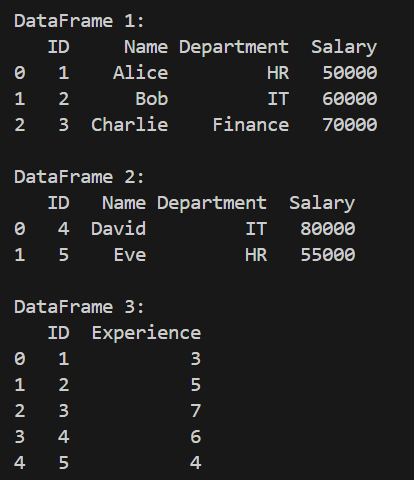 DataFrame 1:
   ID     Name Department  Salary
0   1    Alice         HR   50000
1   2      Bob         IT   60000
2   3  Charlie    Finance   70000

DataFrame 2:
   ID   Name Department  Salary
0   4  David         IT   80000
1   5    Eve         HR   55000

DataFrame 3:
   ID  Experience
0   1           3
1   2           5
2   3           7
3   4           6
4   5           4